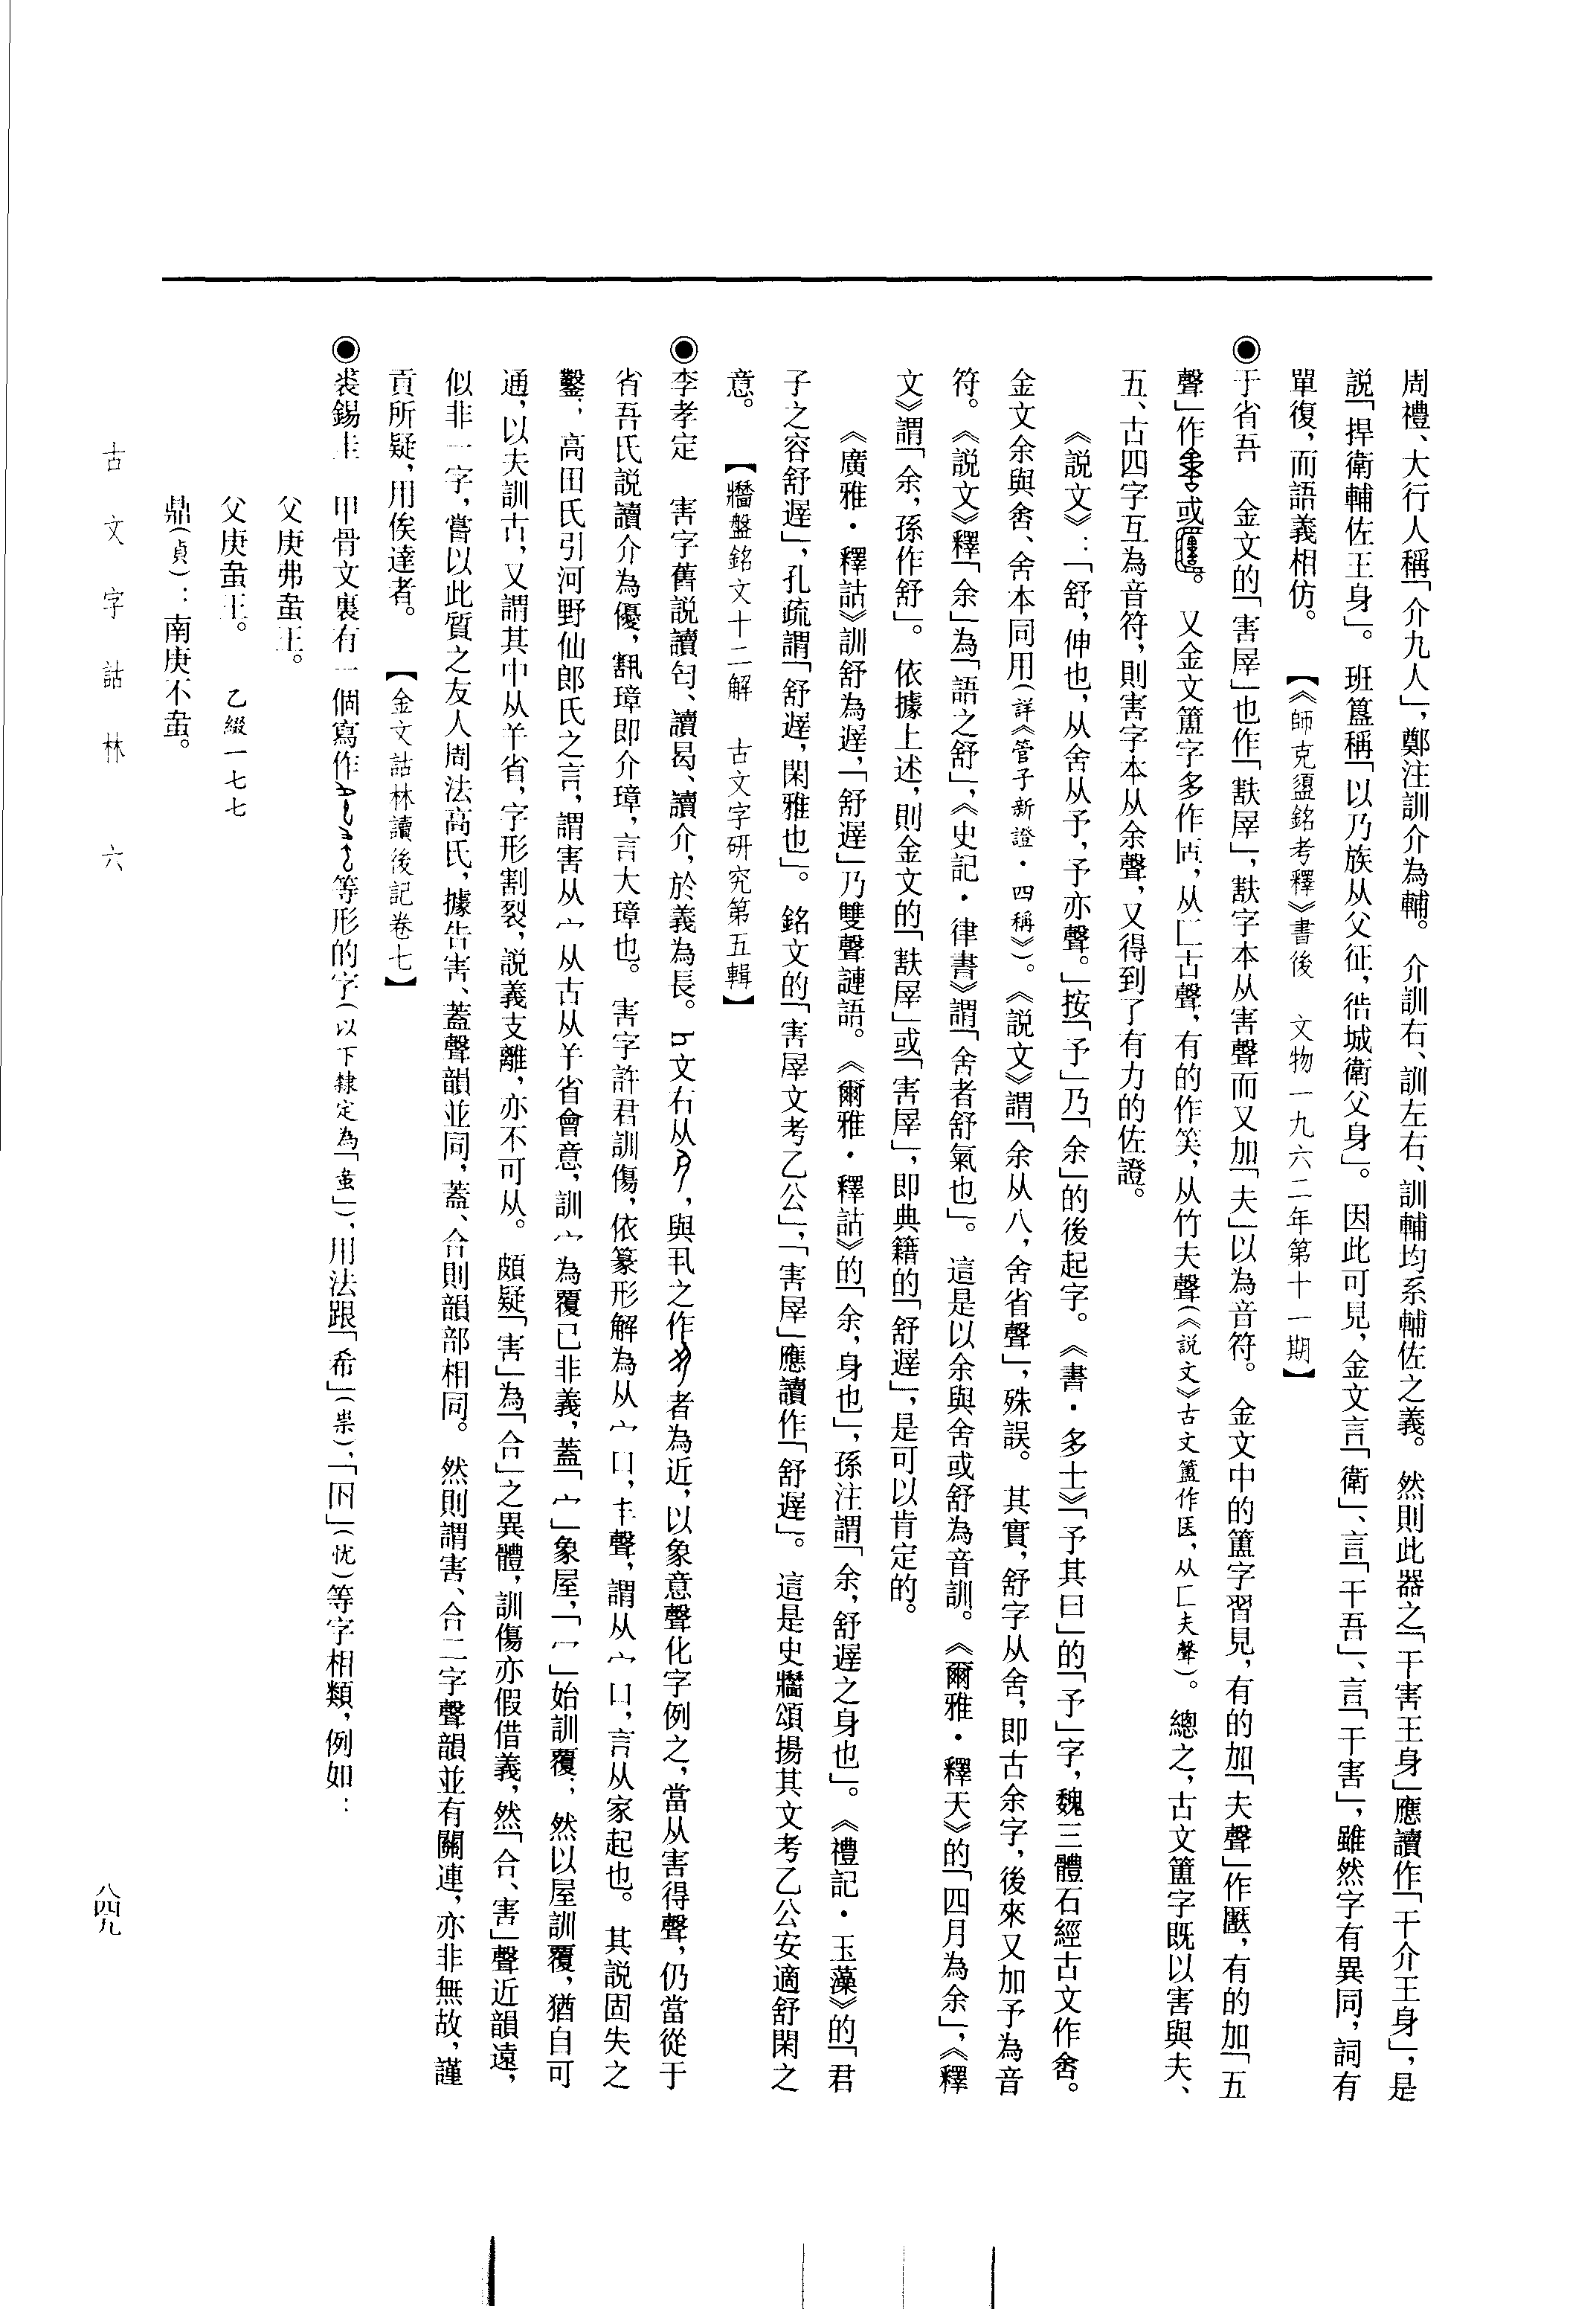 周禮、大行人稱「介九人」，鄭注訓介為輔。介訓右、訓左右、訓輔均系輔佐之義。然則此器之「干害王身」應讀作「干介王身」，是
說「捍衛輔佐王身」。班簋稱「以乃族从父征，𢓊城衛父身」。因此可見，金文言「衛」、言「干吾」、言「干害」，雖然字有異同，詞有
單復，而語義相仿。【《師克盨銘考釋》書後　文物一九六二年第十一期】
◉于省吾　金文的「害屖」也作「㝬屖」，㝬字本从害聲而又加「夫」以為音符。金文中的簠字習見，有的加「夫聲」作，有的加「五
聲」作或。又金文簠字多作𠤳，从匚古聲，有的作笑，从竹夫聲（《説文》古文簠作匧，从匚夫聲）。總之，古文簠字既以害與夫、
五、古四字互為音符，則害字本从余聲，又得到了有力的佐證。
《説文》：「舒，伸也，从舍从予，予亦聲。」按「予」乃「余」的後起字。《書·多士》「予其曰」的「予」字，魏三體石經古文作。
金文余與、舍本同用（詳《管子新證·四稱》）。《説文》謂「余从八，舍省聲」，殊誤。其實，舒字从舍，即古余字，後來又加予為音
符。《説文》釋「余」為「語之舒」，《史記·律書》謂「舍者舒氣也」。這是以余與舍或舒為音訓。《爾雅·釋天》的「四月為余」，《釋
文》謂「余，孫作舒」。依據上述，則金文的「㝬屖」或「害屖」，即典籍的「舒遲」，是可以肯定的。
《廣雅·釋詁》訓舒為遲，「舒遲」乃雙聲謰語。《爾雅·釋詁》的「余，身也」，孫注謂「余，舒遲之身也」。《禮記·玉藻》的「君
子之容舒遲」，孔疏謂「舒遲，閑雅也」。銘文的「害屖文考乙公」，「害屖」應讀作「舒遲」。這是史牆頌揚其文考乙公安適舒閑之
意。【牆盤銘文十二解　古文字研究第五輯】
◉李孝定　害字舊説讀匄、讀曷、讀介，於義為長。文右从，與丮之作者為近，以象意聲化字例之，當从害得聲，仍當從于
省吾氏説讀介為優，璋即介璋，言大璋也。害字許君訓傷，依篆形解為从宀口，丯聲，謂从宀口，言从家起也。其説固失之
鑿；高田氏引河野仙郎氏之言，謂害从宀从古从羊省會意，訓宀為覆已非義，蓋「宀」象屋，「冖」始訓覆；然以屋訓覆，猶自可
通，以夫訓古，又謂其中从羊省，字形割裂，説義支離，亦不可从。頗疑「害」為「合」之異體，訓傷亦假借義，然「合、害」聲近韻遠，
似非一字，嘗以此質之友人周法高氏，據告害、蓋聲韻並同，蓋、合則韻部相同。然則謂害、合二字聲韻並有關連，亦非無故，謹
貢所疑，用俟達者。【金文詁林讀後記卷七】
◉裘錫圭　甲骨文裏有一個寫作等形的字（以下隸定為「𧉘」），用法跟「希」（祟）、「𡆥」（忧）等字相類，例如：
父庚弗𧉘王。
父庚𧉘王。　乙綴一七七
鼎（貞）：南庚不𧉘。
古文字詁林　六
八四九